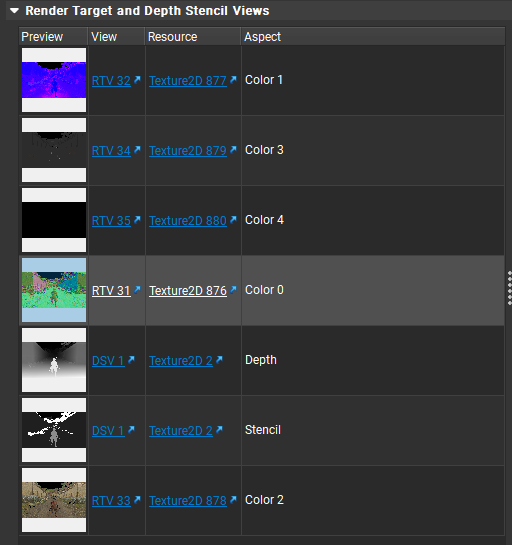 Render Target and Depth Stencil Views
Preview View Resource Aspect
RTV 32 Texture2D 877 Color 1
RTV 34 Texture2D 879 Color 3
RTV 35 Texture2D 880 Color 4
RTV 31 Texture2D 876 Color 0
DSV 1 Texture2D 2 Depth
DSV 1 Texture2D 2 Stencil
RTV 33 Texture2D 878 Color 2